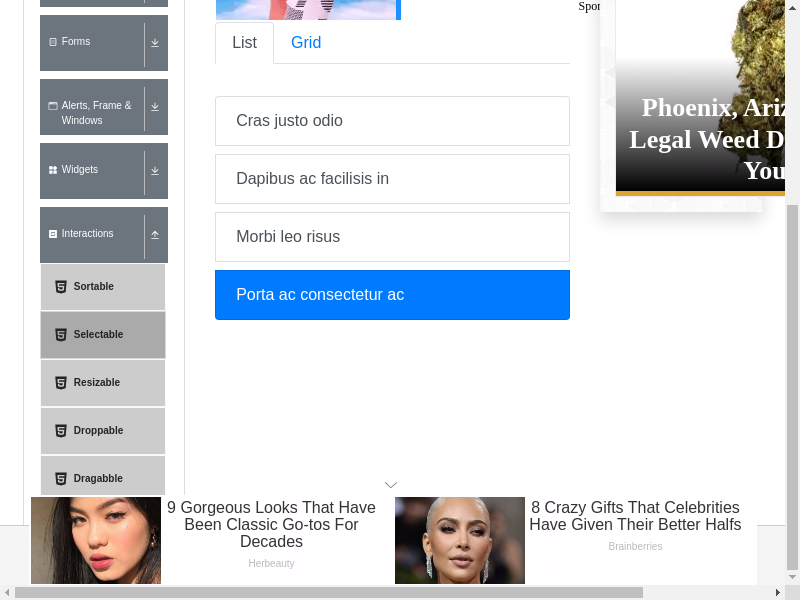 Forms
Alerts, Frame &
Windows
Widgets
Interactions
Sortable
Selectable
Resizable
Droppable
Dragabble
List
Grid
Cras justo odio
Dapibus ac facilisis in
Morbi leo risus
Porta ac consectetur ac
Spon
Phoenix, Ariz
Legal Weed D
You
9 Gorgeous Looks That Have
Been Classic Go-tos For
Decades
Herbeauty
8 Crazy Gifts That Celebrities
Have Given Their Better Halfs
Brainberries